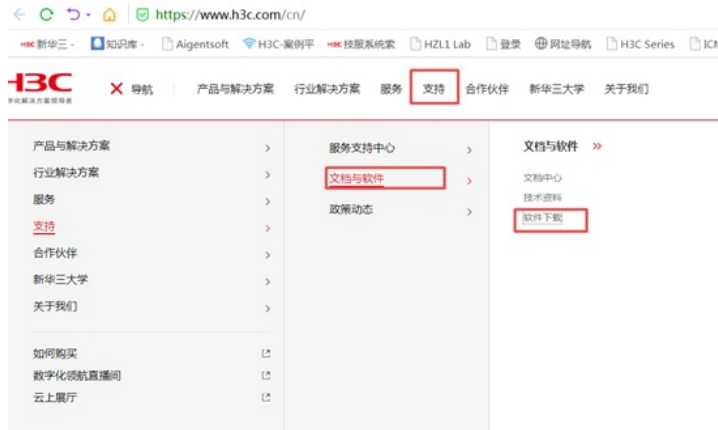 https://www.h3c.com/cn/
H3C 新华三 - 知识库 - Aigentsoft H3C-案例平 H3C 技服系统索 HZL1 Lab 登录 网址导航 H3C Series
H3C 导航 产品与解决方案 行业解决方案 服务 支持 合作伙伴 新华三大学 关于我们
产品与解决方案
行业解决方案
服务
支持
合作伙伴
新华三大学
关于我们
如何购买
数字化领航直播间
云上展厅
服务支持中心
文档与软件
政策动态
文档与软件 »
文档中心
技术资料
软件下载